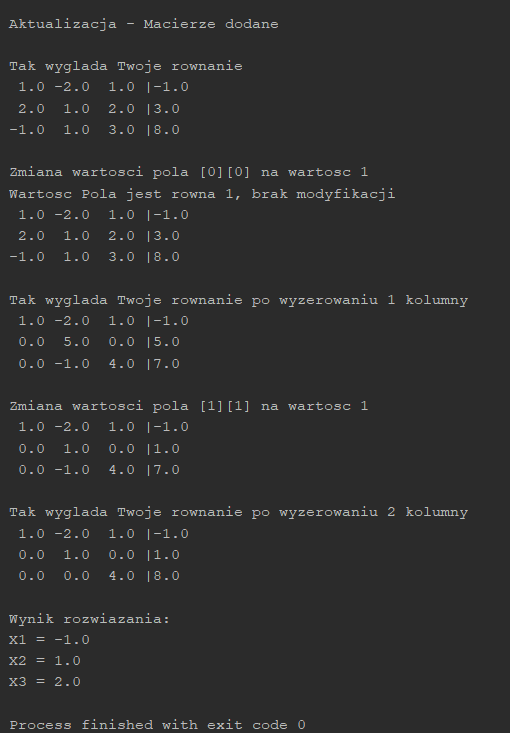 Aktualizacja - Macierze dodane
Tak wyglada Twoje rownanie
 1.0 -2.0  1.0 |-1.0
 2.0  1.0  2.0 |3.0
-1.0  1.0  3.0 |8.0
Zmiana wartosci pola [0][0] na wartosc 1
Wartosc Pola jest rowna 1, brak modyfikacji
 1.0 -2.0  1.0 |-1.0
 2.0  1.0  2.0 |3.0
-1.0  1.0  3.0 |8.0
Tak wyglada Twoje rownanie po wyzerowaniu 1 kolumny
 1.0 -2.0  1.0 |-1.0
 0.0  5.0  0.0 |5.0
 0.0 -1.0  4.0 |7.0
Zmiana wartosci pola [1][1] na wartosc 1
 1.0 -2.0  1.0 |-1.0
 0.0  1.0  0.0 |1.0
 0.0 -1.0  4.0 |7.0
Tak wyglada Twoje rownanie po wyzerowaniu 2 kolumny
 1.0 -2.0  1.0 |-1.0
 0.0  1.0  0.0 |1.0
 0.0  0.0  4.0 |8.0
Wynik rozwiazania:
X1 = -1.0
X2 = 1.0
X3 = 2.0
Process finished with exit code 0